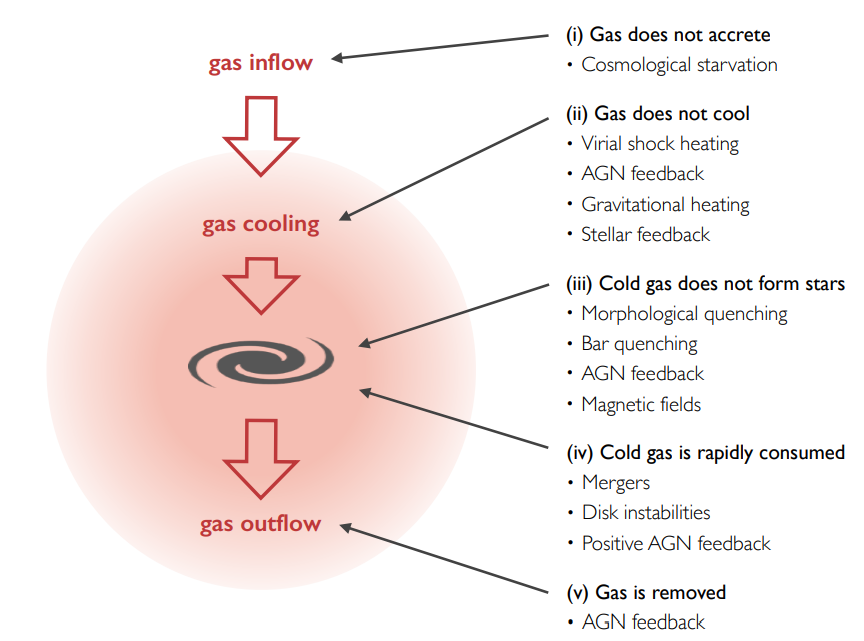 (i) Gas does not accrete
gas inflow
• Cosmological starvation
(ii) Gas does not cool
• Virial shock heating
• AGN feedback
• Gravitational heating
gas cooling
• Stellar feedback
(iii) Cold gas does not form stars
• Morphological quenching
• Bar quenching
• AGN feedback
• Magnetic fields
(iv) Cold gas is rapidly consumed
• Mergers
• Disk instabilities
gas outflow
• Positive AGN feedback
(v) Gas is removed
• AGN feedback